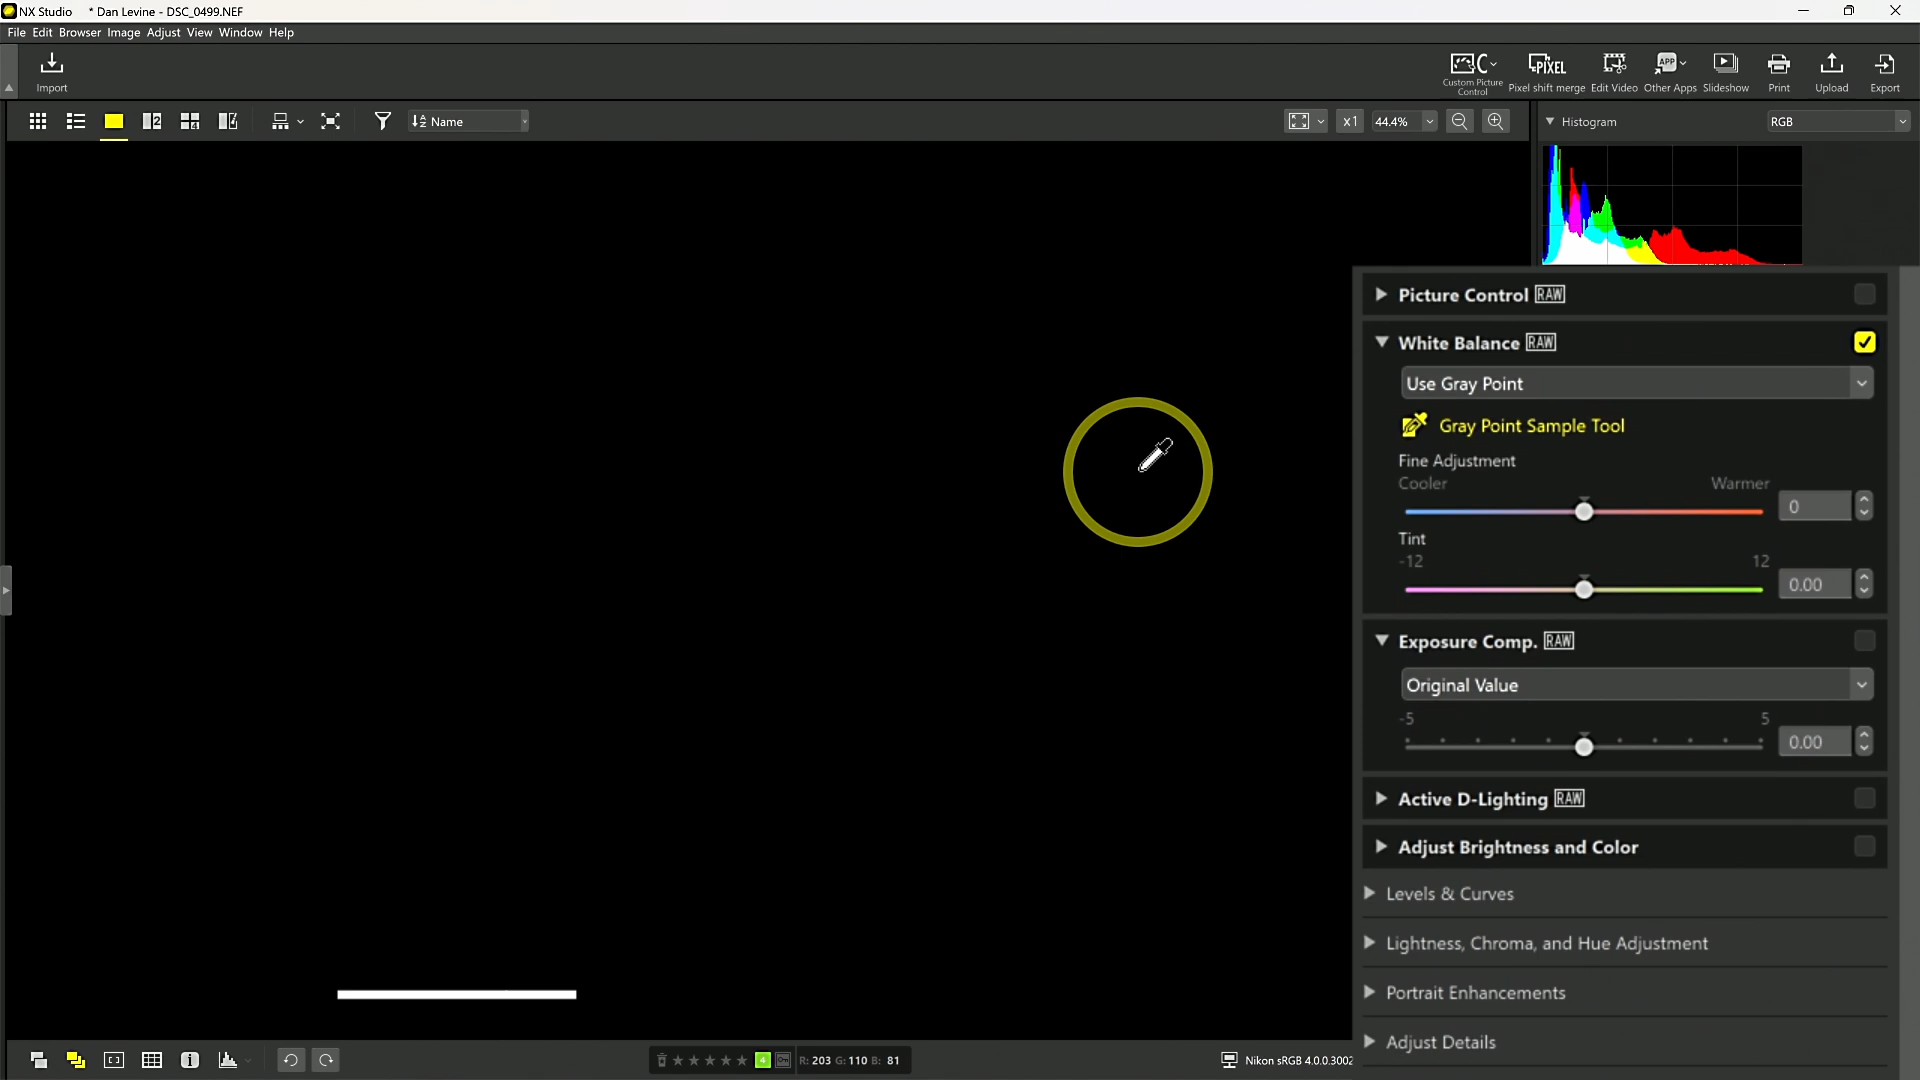 NX Studio * Dan Levine - DSC_0499.NEF
File Edit Browser Image Adjust View Window Help
Import
Custom Picture Control
Pixel shift merge
Edit Video
APP
Other Apps
Slideshow
Print
Upload
Export
Name
x1
44.4%
Histogram
RGB
Picture Control RAW
White Balance RAW
Use Gray Point
Gray Point Sample Tool
Fine Adjustment
Cooler Warmer
0
Tint
-12 12
0.00
Exposure Comp. RAW
Original Value
-5 5
0.00
Active D-Lighting RAW
Adjust Brightness and Color
Levels & Curves
Lightness, Chroma, and Hue Adjustment
Portrait Enhancements
Adjust Details
4
R: 203 G: 110 B: 81
Nikon sRGB 4.0.0.3002